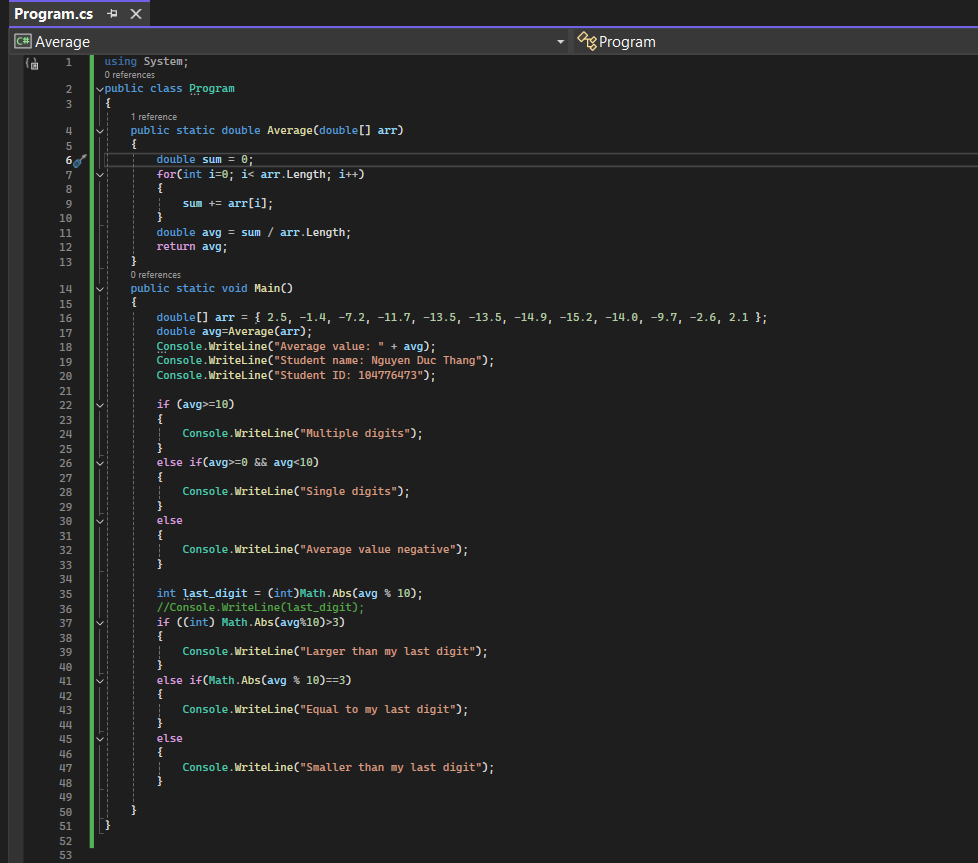 Program.cs
Average Program
1 using System;
0 references
2 public class Program
3 {
1 reference
4 public static double Average(double[] arr)
5 {
6 double sum = 0;
7 for(int i=0; i< arr.Length; i++)
8 {
9 sum += arr[i];
10 }
11 double avg = sum / arr.Length;
12 return avg;
13 }
0 references
14 public static void Main()
15 {
16 double[] arr = { 2.5, -1.4, -7.2, -11.7, -13.5, -13.5, -14.9, -15.2, -14.0, -9.7, -2.6, 2.1 };
17 double avg=Average(arr);
18 Console.WriteLine("Average value: " + avg);
19 Console.WriteLine("Student name: Nguyen Duc Thang");
20 Console.WriteLine("Student ID: 104776473");
21
22 if (avg>=10)
23 {
24 Console.WriteLine("Multiple digits");
25 }
26 else if(avg>=0 && avg<10)
27 {
28 Console.WriteLine("Single digits");
29 }
30 else
31 {
32 Console.WriteLine("Average value negative");
33 }
34
35 int last_digit = (int)Math.Abs(avg % 10);
36 //Console.WriteLine(last_digit);
37 if ((int) Math.Abs(avg%10)>3)
38 {
39 Console.WriteLine("Larger than my last digit");
40 }
41 else if(Math.Abs(avg % 10)==3)
42 {
43 Console.WriteLine("Equal to my last digit");
44 }
45 else
46 {
47 Console.WriteLine("Smaller than my last digit");
48 }
49
50 }
51 }
52
53